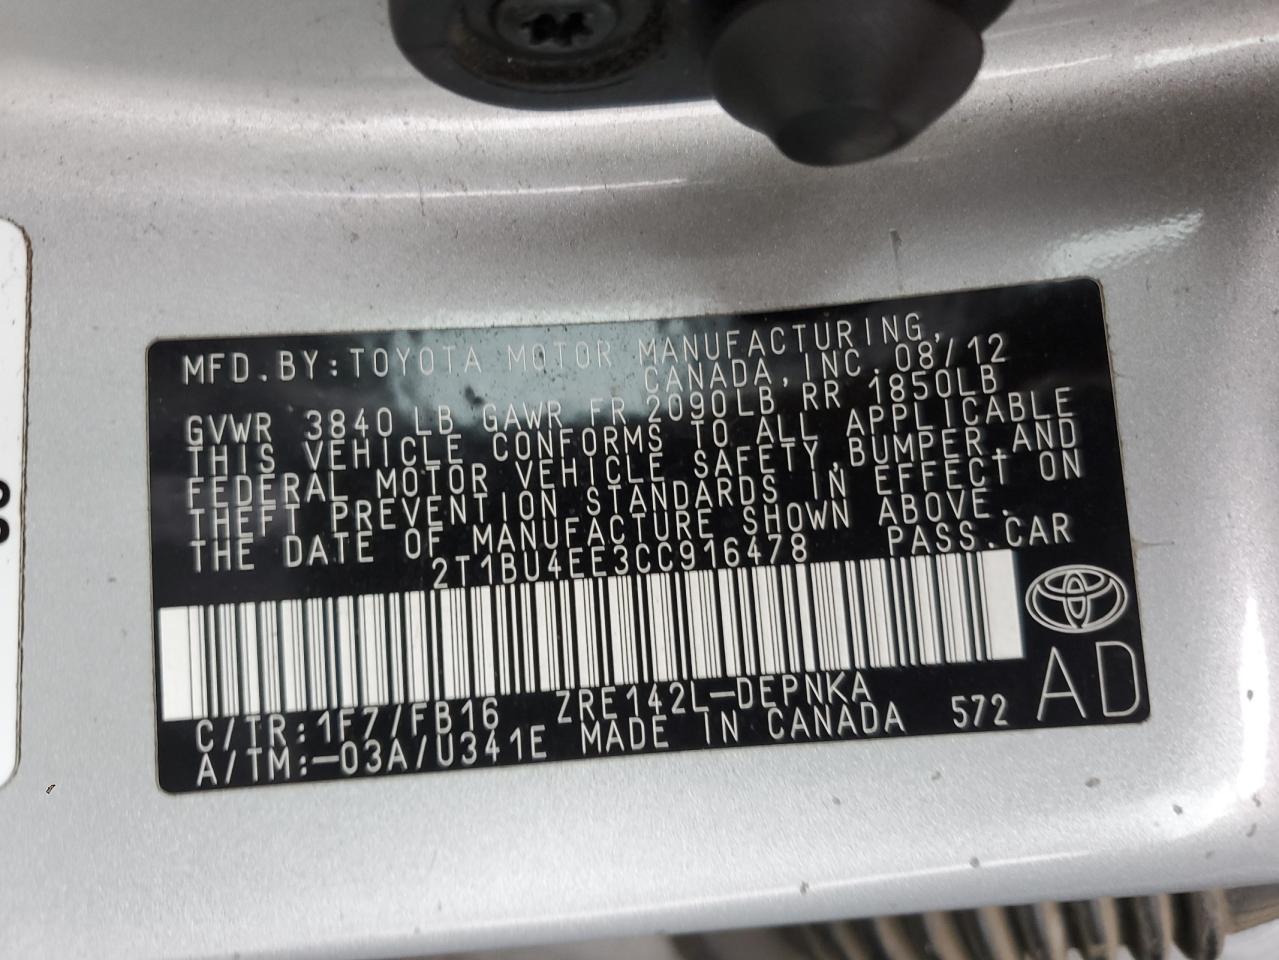 MFD.BY:TOYOTA MOTOR MANUFACTURING,
CANADA, INC. 08/12
GVWR 3840 LB GAWR FR 2090LB, RR 1850LB
THIS VEHICLE CONFORMS TO ALL APPLICABLE
FEDERAL MOTOR VEHICLE SAFETY,BUMPER,AND
THEFT PREVENTION STANDARDS IN EFFECT ON
THE DATE OF MANUFACTURE SHOWN ABOVE.
2T1BU4EE3CC916478 PASS.CAR
C/TR:1F7/FB16 ZRE142L-DEPNKA
A/TM:-03A/U341E MADE IN CANADA 572 AD